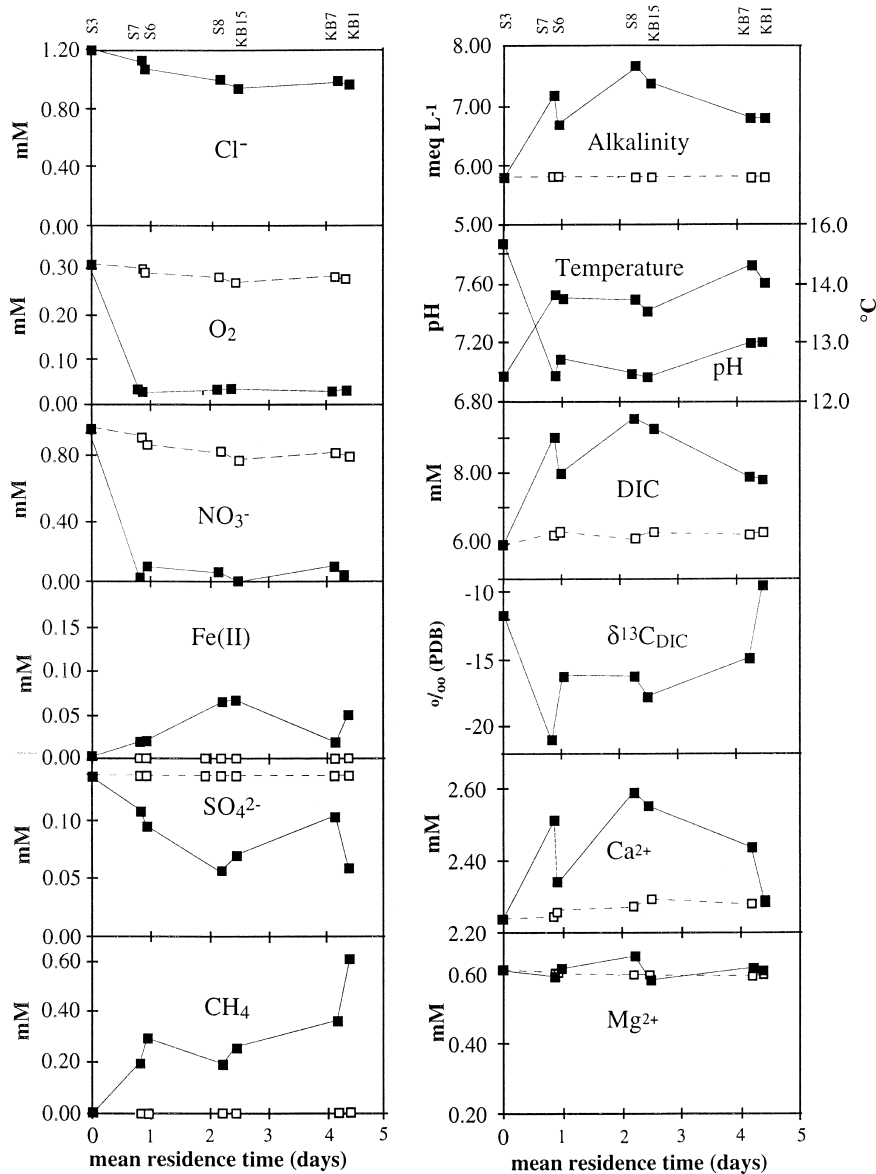 S3 S7 S6 S8 KB15 KB7 KB1
1.20
0.80
0.40
0.00
mM
Cl-
0.30
0.20
0.10
0.00
mM
O2
0.80
0.40
0.00
mM
NO3-
0.15
0.10
0.05
0.00
mM
Fe(II)
0.10
0.05
0.00
mM
SO42-
0.60
0.40
0.20
0.00
mM
CH4
0 1 2 3 4 5
mean residence time (days)
S3 S7 S6 S8 KB15 KB7 KB1
8.00
7.00
6.00
5.00
meq L-1
Alkalinity
7.60
7.20
6.80
pH
Temperature
pH
16.0
14.0
13.0
12.0
°C
8.00
6.00
mM
DIC
-10
-15
-20
o/oo (PDB)
δ13CDIC
2.60
2.40
2.20
mM
Ca2+
0.60
0.40
0.20
mM
Mg2+
0 1 2 3 4 5
mean residence time (days)